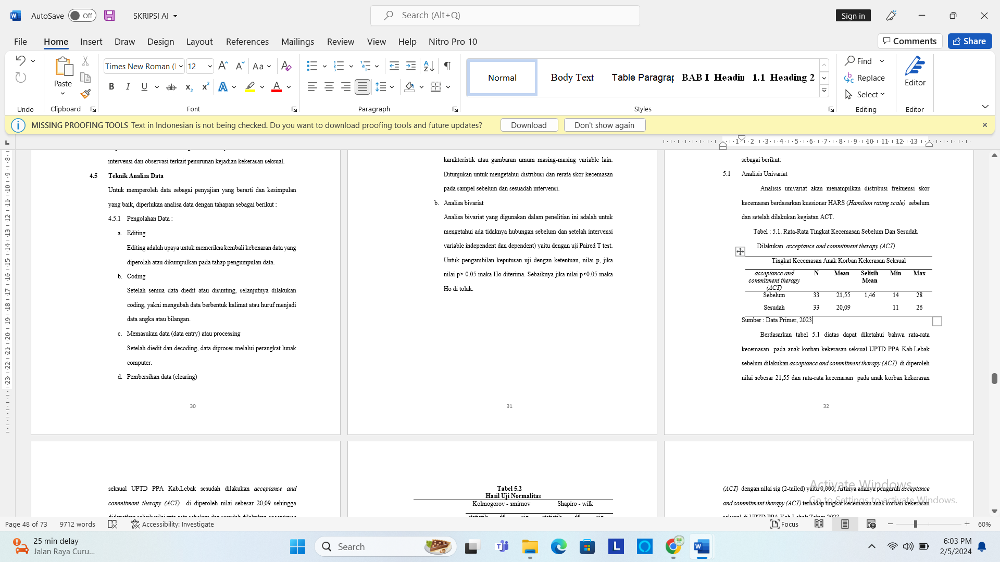 AutoSave Off SKRIPSI AI Search (Alt+Q) Sign in
File Home Insert Draw Design Layout References Mailings Review View Help Nitro Pro 10 Comments Share
Times New Roman ( 12 Aa
Paste
Normal Body Text Table Paragrap BAB I Headin 1.1 Heading 2
Find
Replace
Select
Editor
Undo Clipboard Font Paragraph Styles Editing Editor
MISSING PROOFING TOOLS Text in Indonesian is not being checked. Do you want to download proofing tools and future updates? Download Don't show again
intervensi dan observasi terkait penurunan kejadian kekerasan seksual.
4.5 Teknik Analisa Data
Untuk memperoleh data sebagai penyajian yang berarti dan kesimpulan
yang baik, diperlukan analisa data dengan tahapan sebagai berikut :
4.5.1 Pengolahan Data :
a. Editing
Editing adalah upaya untuk memeriksa kembali kebenaran data yang
diperolah atau dikumpulkan pada tahap pengumpulan data.
b. Coding
Setelah semua data diedit atau disunting, selanjutnya dilakukan
coding, yakni mengubah data berbentuk kalimat atau huruf menjadi
data angka atau bilangan.
c. Memasukan data (data entry) atau processing
Setelah diedit dan decoding, data diproses melalui perangkat lunak
computer.
d. Pembersihan data (clearing)
30
karakteristik atau gambaran umum masing-masing variable lain.
Ditunjukan untuk mengetahui distribusi dan rerata skor kecemasan
pada sampel sebelum dan sesuadah intervensi.
b. Analisa bivariat
Analisa bivariat yang digunakan dalam penelitian ini adalah untuk
mengetahui ada tidaknya hubungan sebelum dan setelah intervensi
variable independent dan dependent) yaitu dengan uji Paired T test.
Untuk pengambilan keputusan uji dengan ketentuan, nilai p, jika
nilai p> 0.05 maka Ho diterima. Sebaiknya jika nilai p<0.05 maka
Ho di tolak.
31
sebagai berikut:
5.1 Analisis Univariat
Analisis univariat akan menampilkan distribusi frekuensi skor
kecemasan berdasarkan kuesioner HARS (Hamilton rating scale) sebelum
dan setelah dilakukan kegiatan ACT.
Tabel : 5.1. Rata-Rata Tingkat Kecemasan Sebelum Dan Sesudah
Dilakukan acceptance and commitment therapy (ACT)
Tingkat Kecemasan Anak Korban Kekerasan Seksual
acceptance and commitment therapy (ACT) N Mean Selisih Mean Min Max
Sebelum 33 21,55 1,46 14 28
Sesudah 33 20,09 11 26
Sumber : Data Primer, 2023
Berdasarkan tabel 5.1 diatas dapat diketahui bahwa rata-rata
kecemasan pada anak korban kekerasan seksual UPTD PPA Kab.Lebak
sebelum dilakukan acceptance and commitment therapy (ACT) di diperoleh
nilai sebesar 21,55 dan rata-rata kecemasan pada anak korban kekerasan
32
seksual UPTD PPA Kab.Lebak sesudah dilakukan acceptance and
commitment therapy (ACT) di diperoleh nilai sebesar 20,09 sehingga
Tabel 5.2
Hasil Uji Normalitas
Kolmogorov - smirnov Shapiro - wilk
(ACT) dengan nilai sig (2-tailed) yaitu 0,000, Artinya adanya pengaruh acceptance
and commitment therapy (ACT) terhadap tingkat kecemasan anak korban kekerasan
Activate Windows
Go to Settings to activate Windows.
Page 48 of 73 9712 words Accessibility: Investigate Focus 60%
25 min delay
Jalan Raya Curu...
Search
6:03 PM
2/5/2024